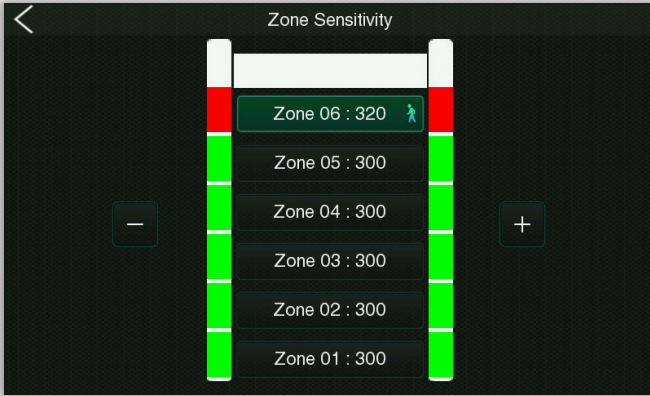 Zone Sensitivity
Zone 06 : 320
Zone 05 : 300
Zone 04 : 300
− +
Zone 03 : 300
Zone 02 : 300
Zone 01 : 300